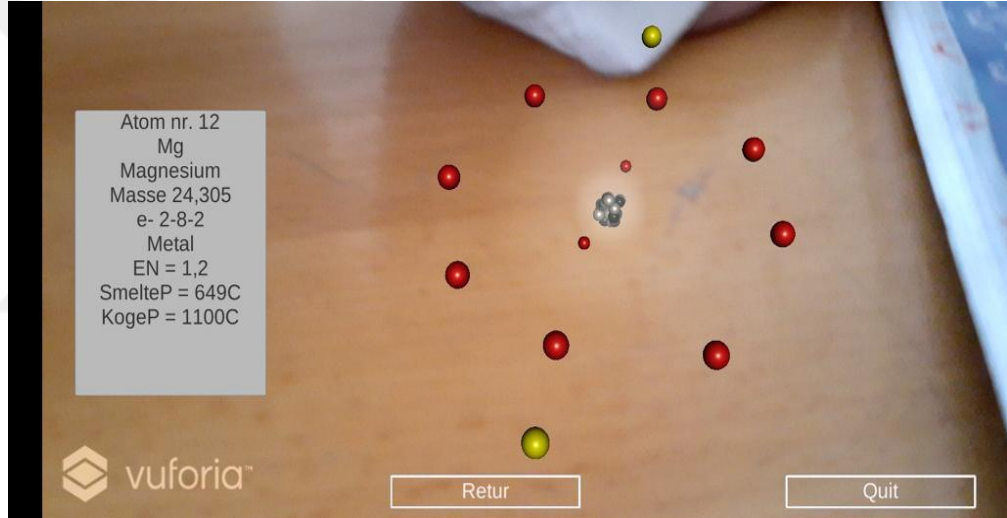 Atom nr. 12
Mg
Magnesium
Masse 24,305
e- 2-8-2
Metal
EN = 1,2
SmelteP = 649C
KogeP = 1100C
vuforia™
Retur
Quit